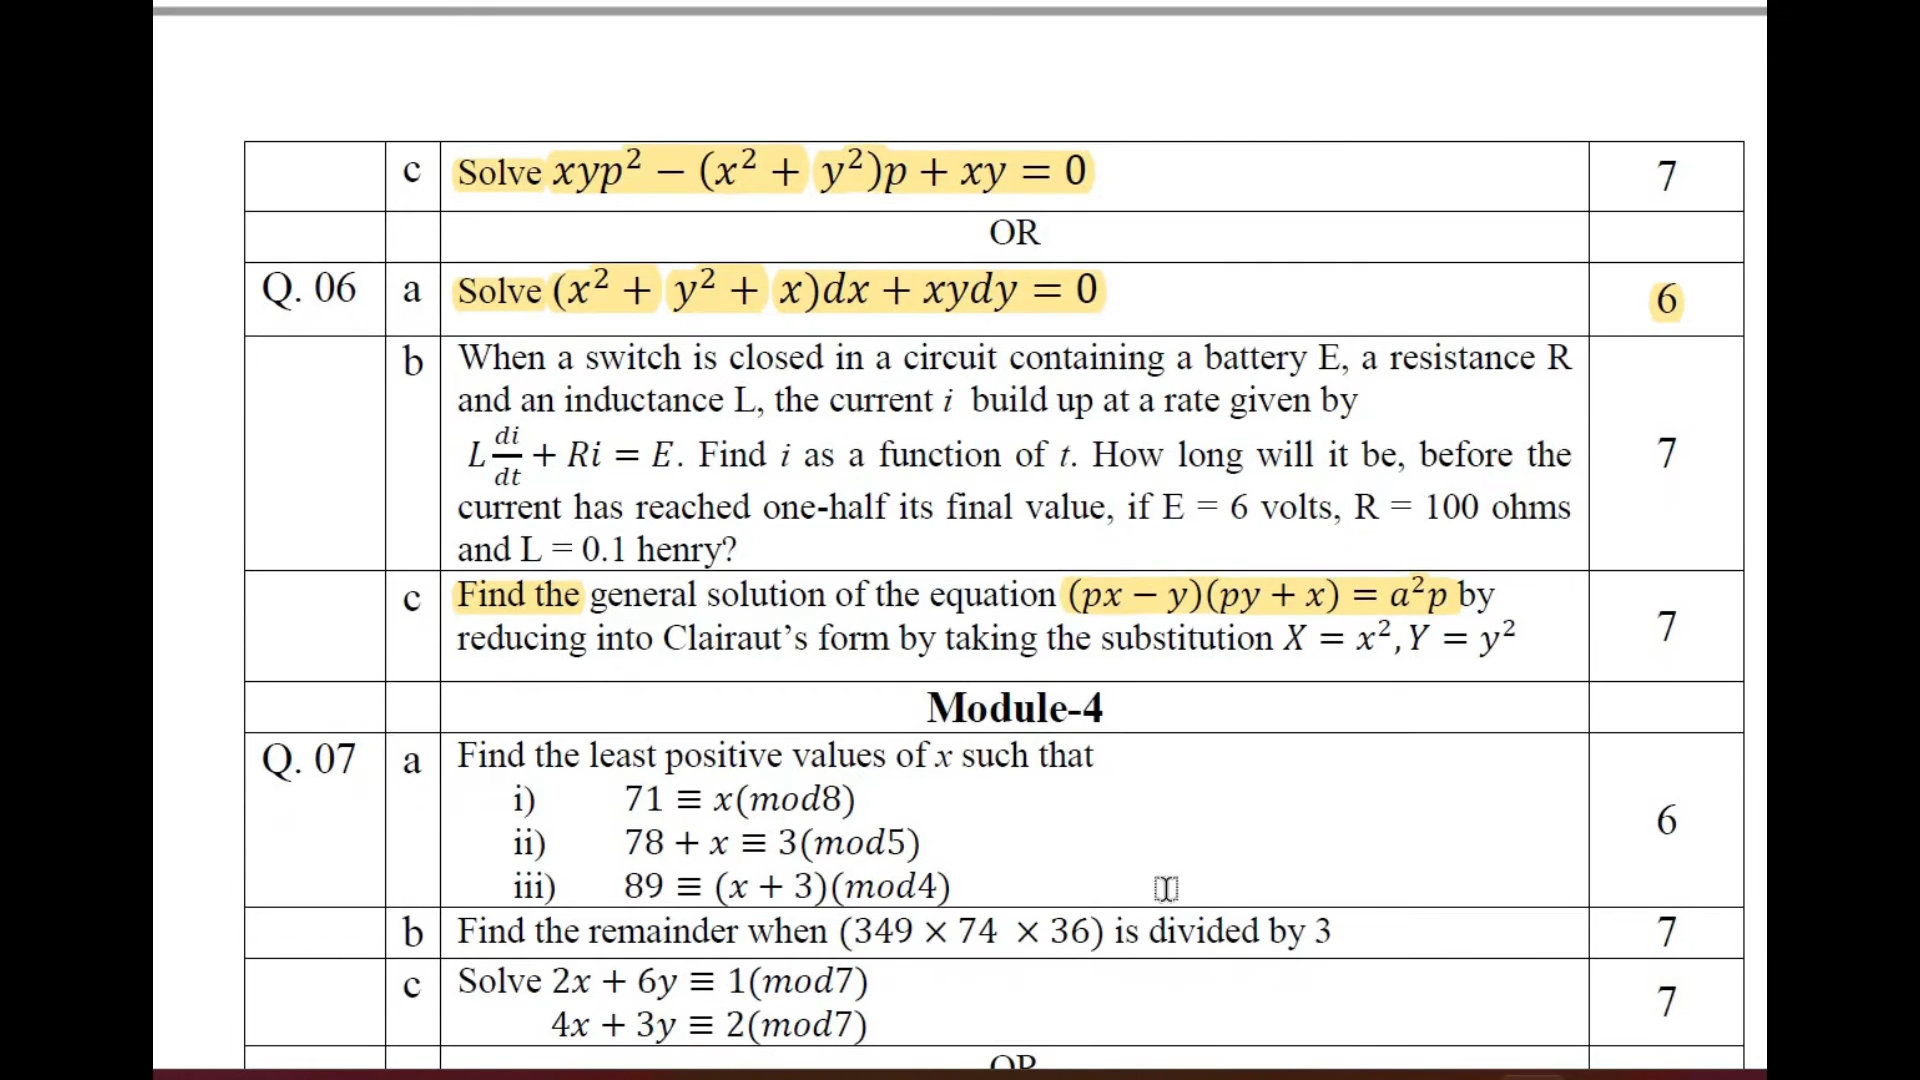 c Solve xyp² − (x² + y²)p + xy = 0 7
OR
Q. 06 a Solve (x² + y² + x)dx + xydy = 0 6
b When a switch is closed in a circuit containing a battery E, a resistance R
and an inductance L, the current i build up at a rate given by
L di/dt + Ri = E. Find i as a function of t. How long will it be, before the 7
current has reached one-half its final value, if E = 6 volts, R = 100 ohms
and L = 0.1 henry?
c Find the general solution of the equation (px − y)(py + x) = a²p by
reducing into Clairaut’s form by taking the substitution X = x², Y = y² 7
Module-4
Q. 07 a Find the least positive values of x such that
i) 71 ≡ x(mod8)
ii) 78 + x ≡ 3(mod5) 6
iii) 89 ≡ (x + 3)(mod4)
b Find the remainder when (349 × 74 × 36) is divided by 3 7
c Solve 2x + 6y ≡ 1(mod7) 7
4x + 3y ≡ 2(mod7)
OR